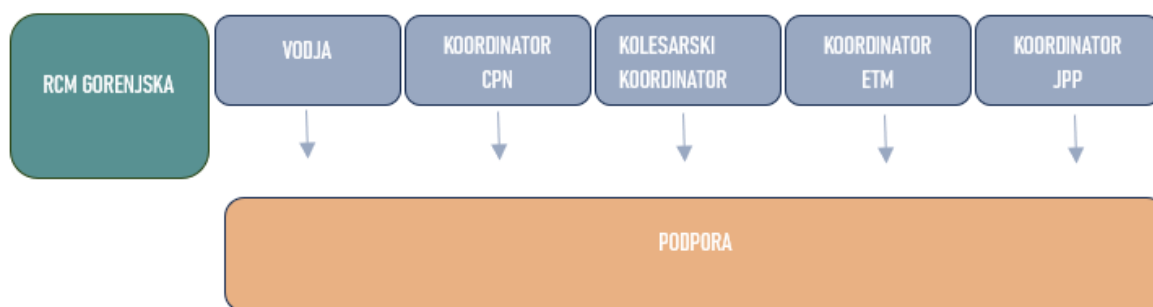 RCM GORENJSKA
VODJA
KOORDINATOR
CPN
KOLESARSKI
KOORDINATOR
KOORDINATOR
ETM
KOORDINATOR
JPP
PODPORA